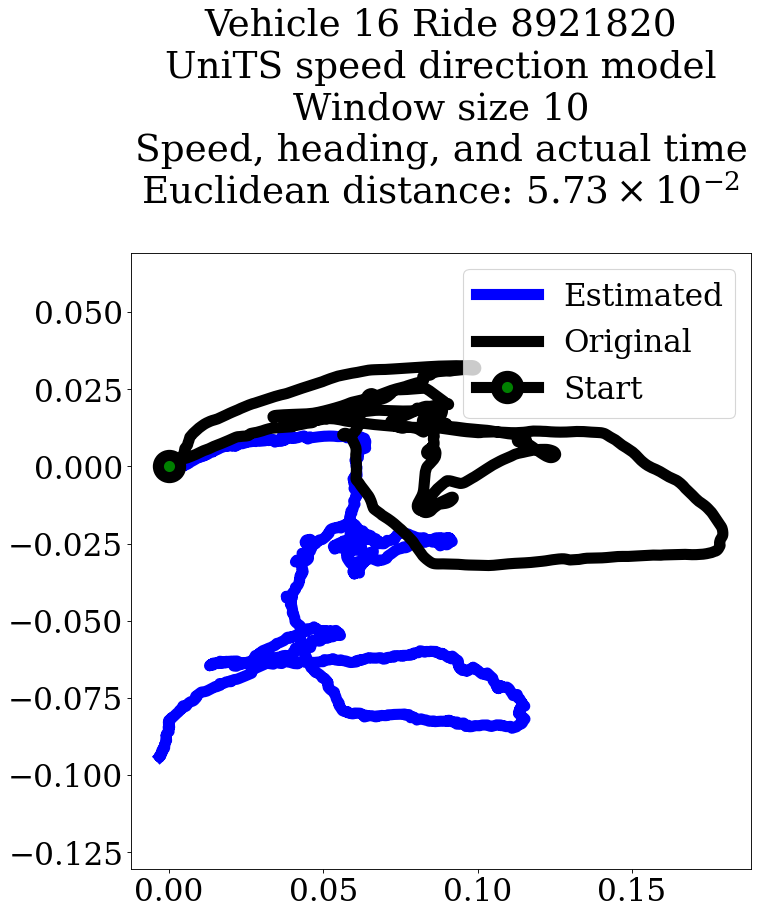 Vehicle 16 Ride 8921820
UniTS speed direction model
Window size 10
Speed, heading, and actual time
Euclidean distance: 5.73 × 10⁻²
Estimated
Original
Start
0.050
0.025
0.000
−0.025
−0.050
−0.075
−0.100
−0.125
0.00 0.05 0.10 0.15